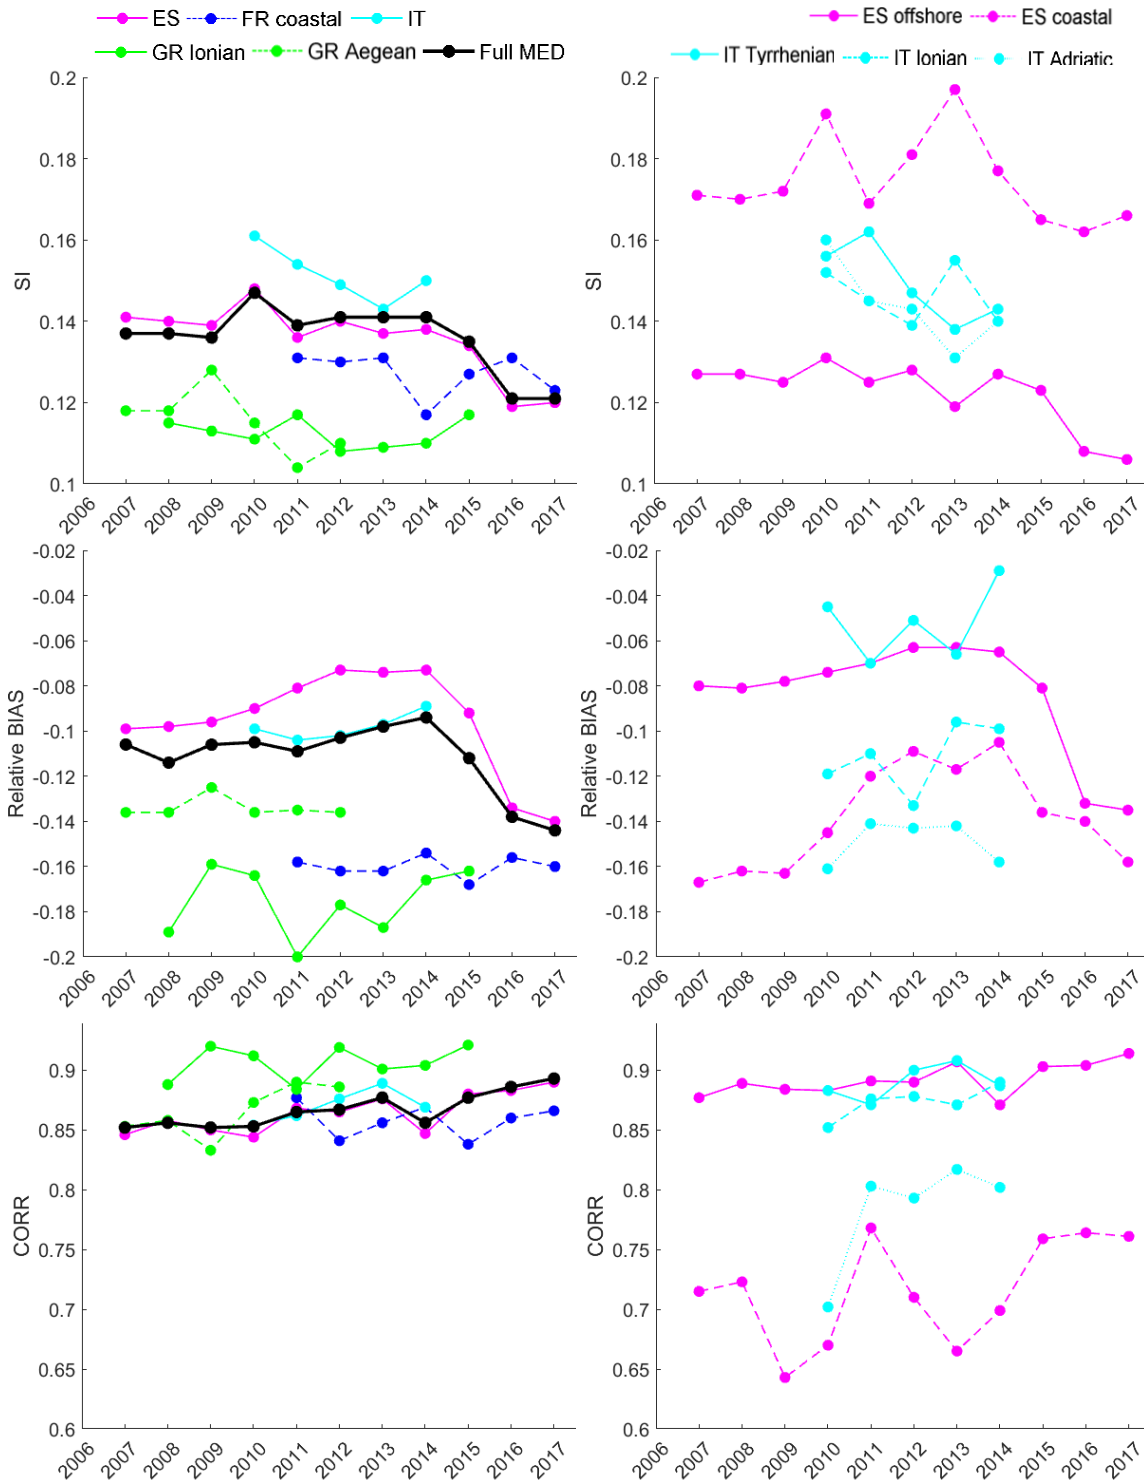 ES FR coastal IT
GR Ionian GR Aegean Full MED
ES offshore ES coastal
IT Tyrrhenian IT Ionian IT Adriatic
0.2
0.18
0.16
0.14
0.12
0.1
SI
2006 2007 2008 2009 2010 2011 2012 2013 2014 2015 2016 2017
0.2
0.18
0.16
0.14
0.12
0.1
SI
2006 2007 2008 2009 2010 2011 2012 2013 2014 2015 2016 2017
-0.02
-0.04
-0.06
-0.08
-0.1
-0.12
-0.14
-0.16
-0.18
-0.2
Relative BIAS
2006 2007 2008 2009 2010 2011 2012 2013 2014 2015 2016 2017
-0.02
-0.04
-0.06
-0.08
-0.1
-0.12
-0.14
-0.16
-0.18
-0.2
Relative BIAS
2006 2007 2008 2009 2010 2011 2012 2013 2014 2015 2016 2017
0.9
0.85
0.8
0.75
0.7
0.65
0.6
CORR
2006 2007 2008 2009 2010 2011 2012 2013 2014 2015 2016 2017
0.9
0.85
0.8
0.75
0.7
0.65
0.6
CORR
2006 2007 2008 2009 2010 2011 2012 2013 2014 2015 2016 2017